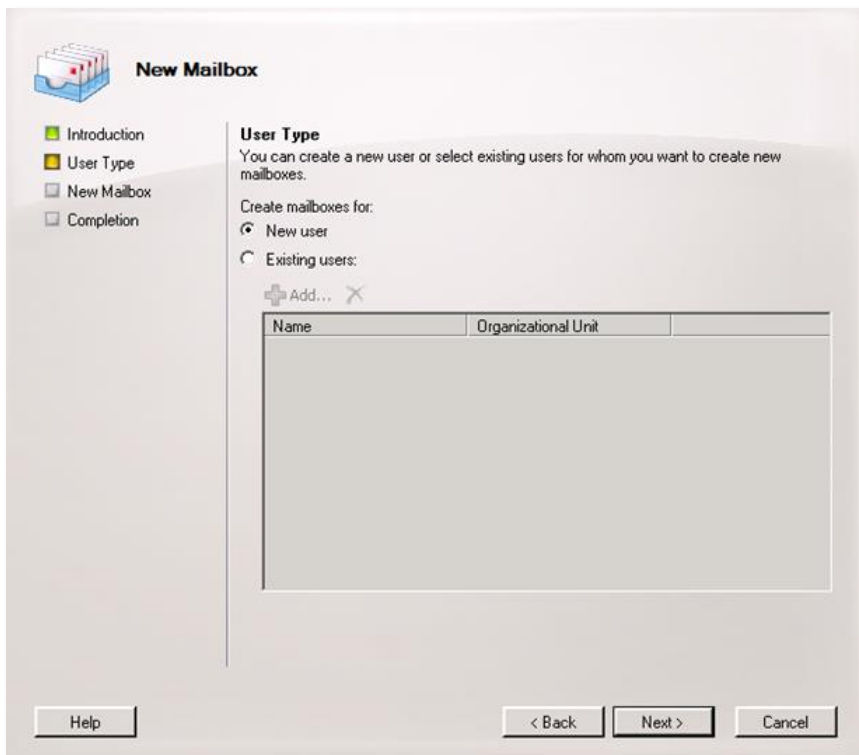 New Mailbox
Introduction
User Type
New Mailbox
Completion
User Type
You can create a new user or select existing users for whom you want to create new
mailboxes.
Create mailboxes for:
New user
Existing users:
Add...
Name Organizational Unit
Help < Back Next > Cancel